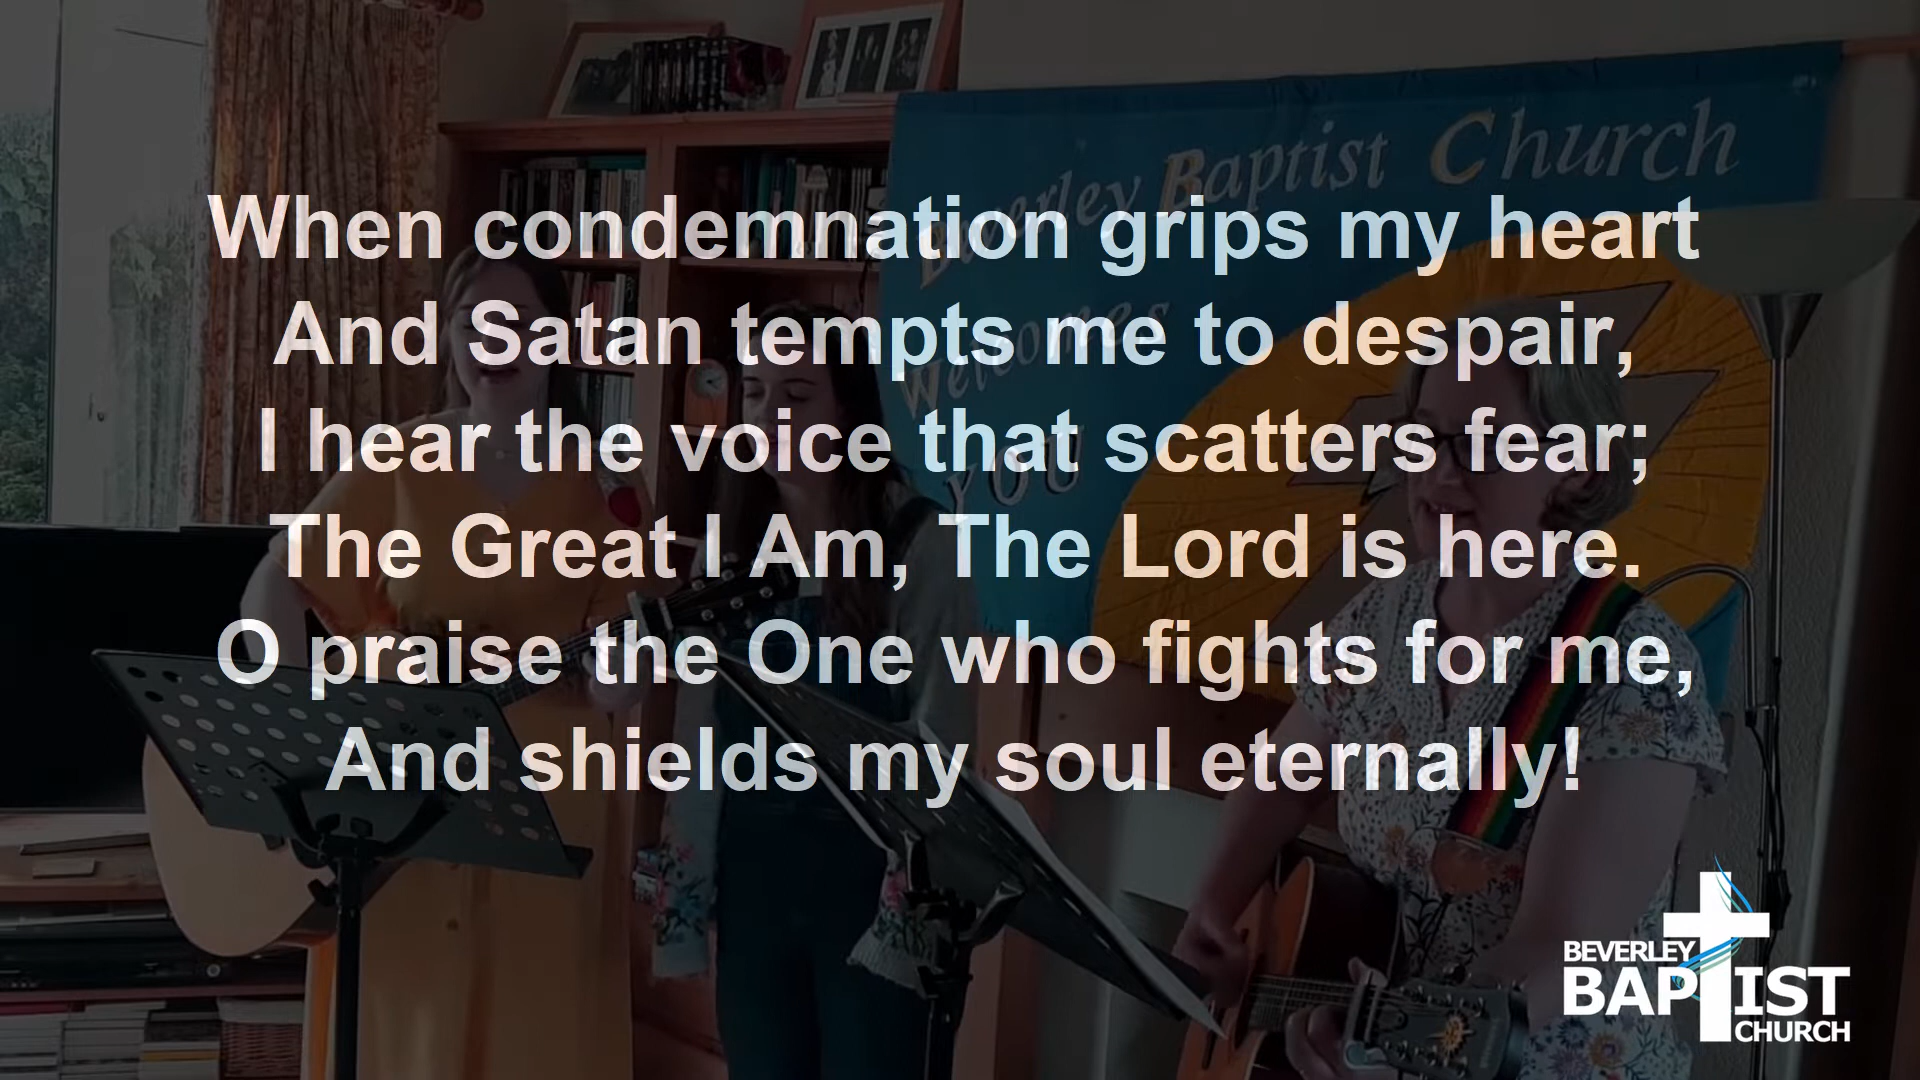 Beverley Baptist Church
Welcomes
YOU
When condemnation grips my heart
And Satan tempts me to despair,
I hear the voice that scatters fear;
The Great I Am, The Lord is here.
O praise the One who fights for me,
And shields my soul eternally!
BEVERLEY
BAPTIST
CHURCH